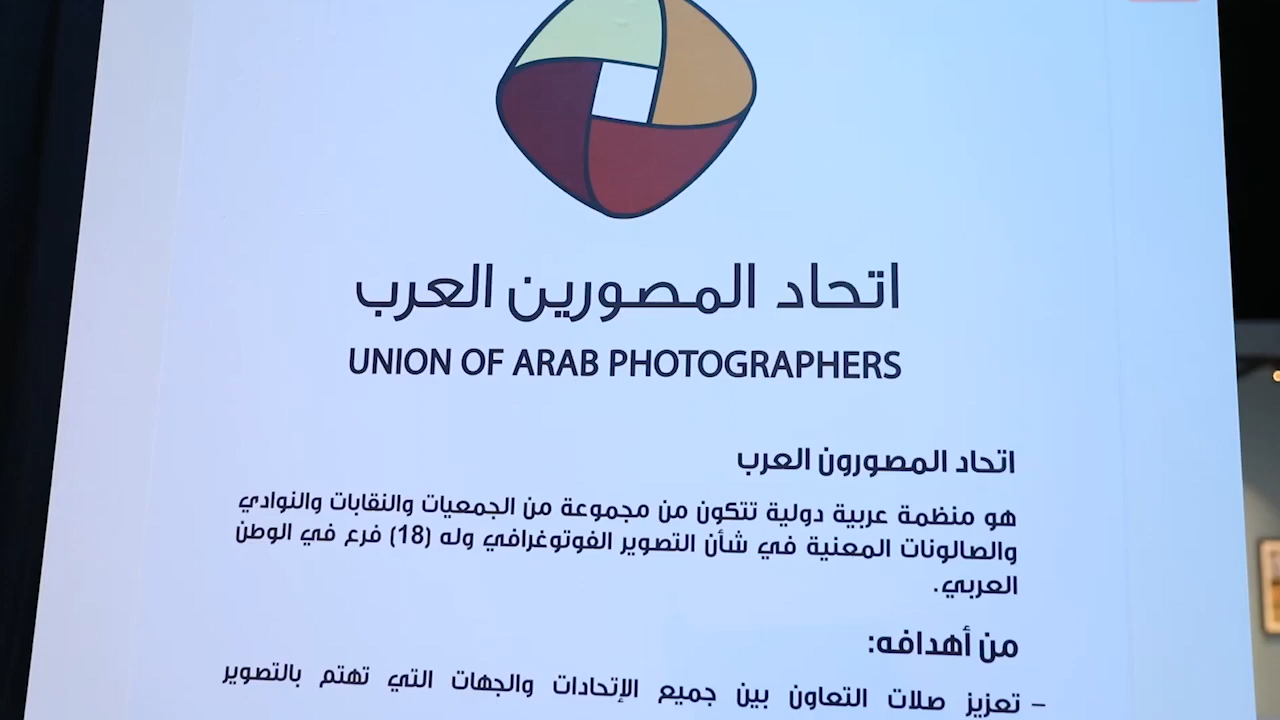 اتحاد المصورين العرب
UNION OF ARAB PHOTOGRAPHERS
اتحاد المصورون العرب
هو منظمة عربية دولية تتكون من مجموعة من الجمعيات والنقابات والنوادي
والصالونات المعنية في شأن التصوير الفوتوغرافي وله (18) فرع في الوطن
العربي.
من أهدافه:
- تعزيز صلات التعاون بين جميع الإتحادات والجهات التي تهتم بالتصوير